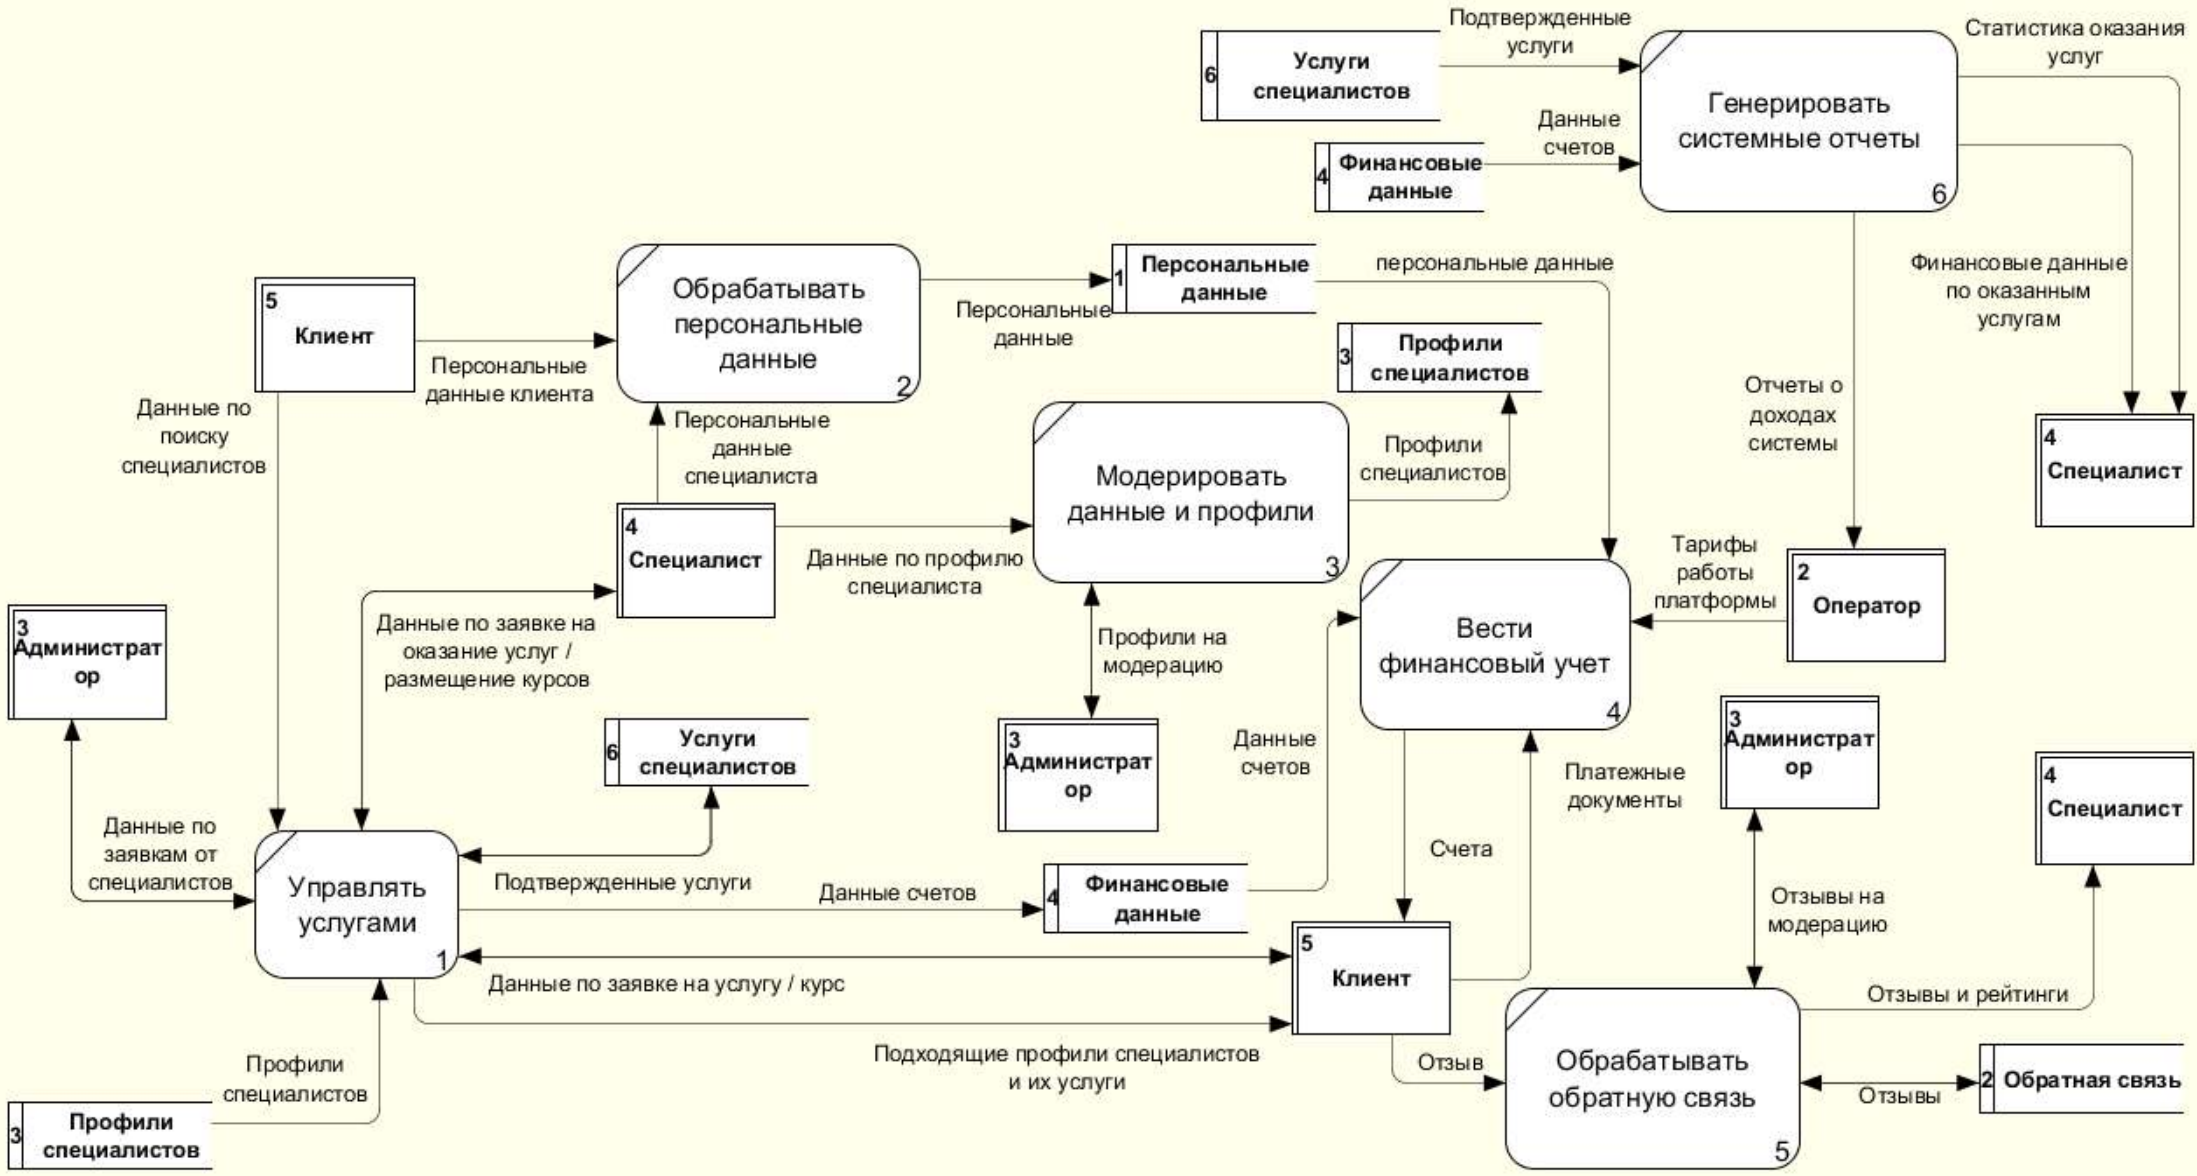 Подтвержденные
услуги
Статистика оказания
услуг
6
Услуги
специалистов
Генерировать
системные отчеты
6
Данные
счетов
4
Финансовые
данные
Финансовые данные
по оказанным
услугам
Отчеты о
доходах
системы
4
Специалист
5
Клиент
Персональные
данные клиента
Обрабатывать
персональные
данные
2
Персональные
данные
1
Персональные
данные
персональные данные
3
Профили
специалистов
Данные по
поиску
специалистов
Персональные
данные
специалиста
Модерировать
данные и профили
3
Профили
специалистов
4
Специалист
Данные по профилю
специалиста
Тарифы
работы
платформы
2
Оператор
Вести
финансовый учет
4
3
Администрат
ор
Данные по заявке на
оказание услуг /
размещение курсов
Профили на
модерацию
6
Услуги
специалистов
3
Администрат
ор
Данные
счетов
Платежные
документы
3
Администрат
ор
4
Специалист
Данные по
заявкам от
специалистов
Управлять
услугами
1
Подтвержденные услуги
Данные счетов
4
Финансовые
данные
Счета
Отзывы на
модерацию
Данные по заявке на услугу / курс
5
Клиент
Отзывы и рейтинги
Подходящие профили специалистов
и их услуги
Отзыв
Обрабатывать
обратную связь
5
Отзывы
2
Обратная связь
Профили
специалистов
3
Профили
специалистов